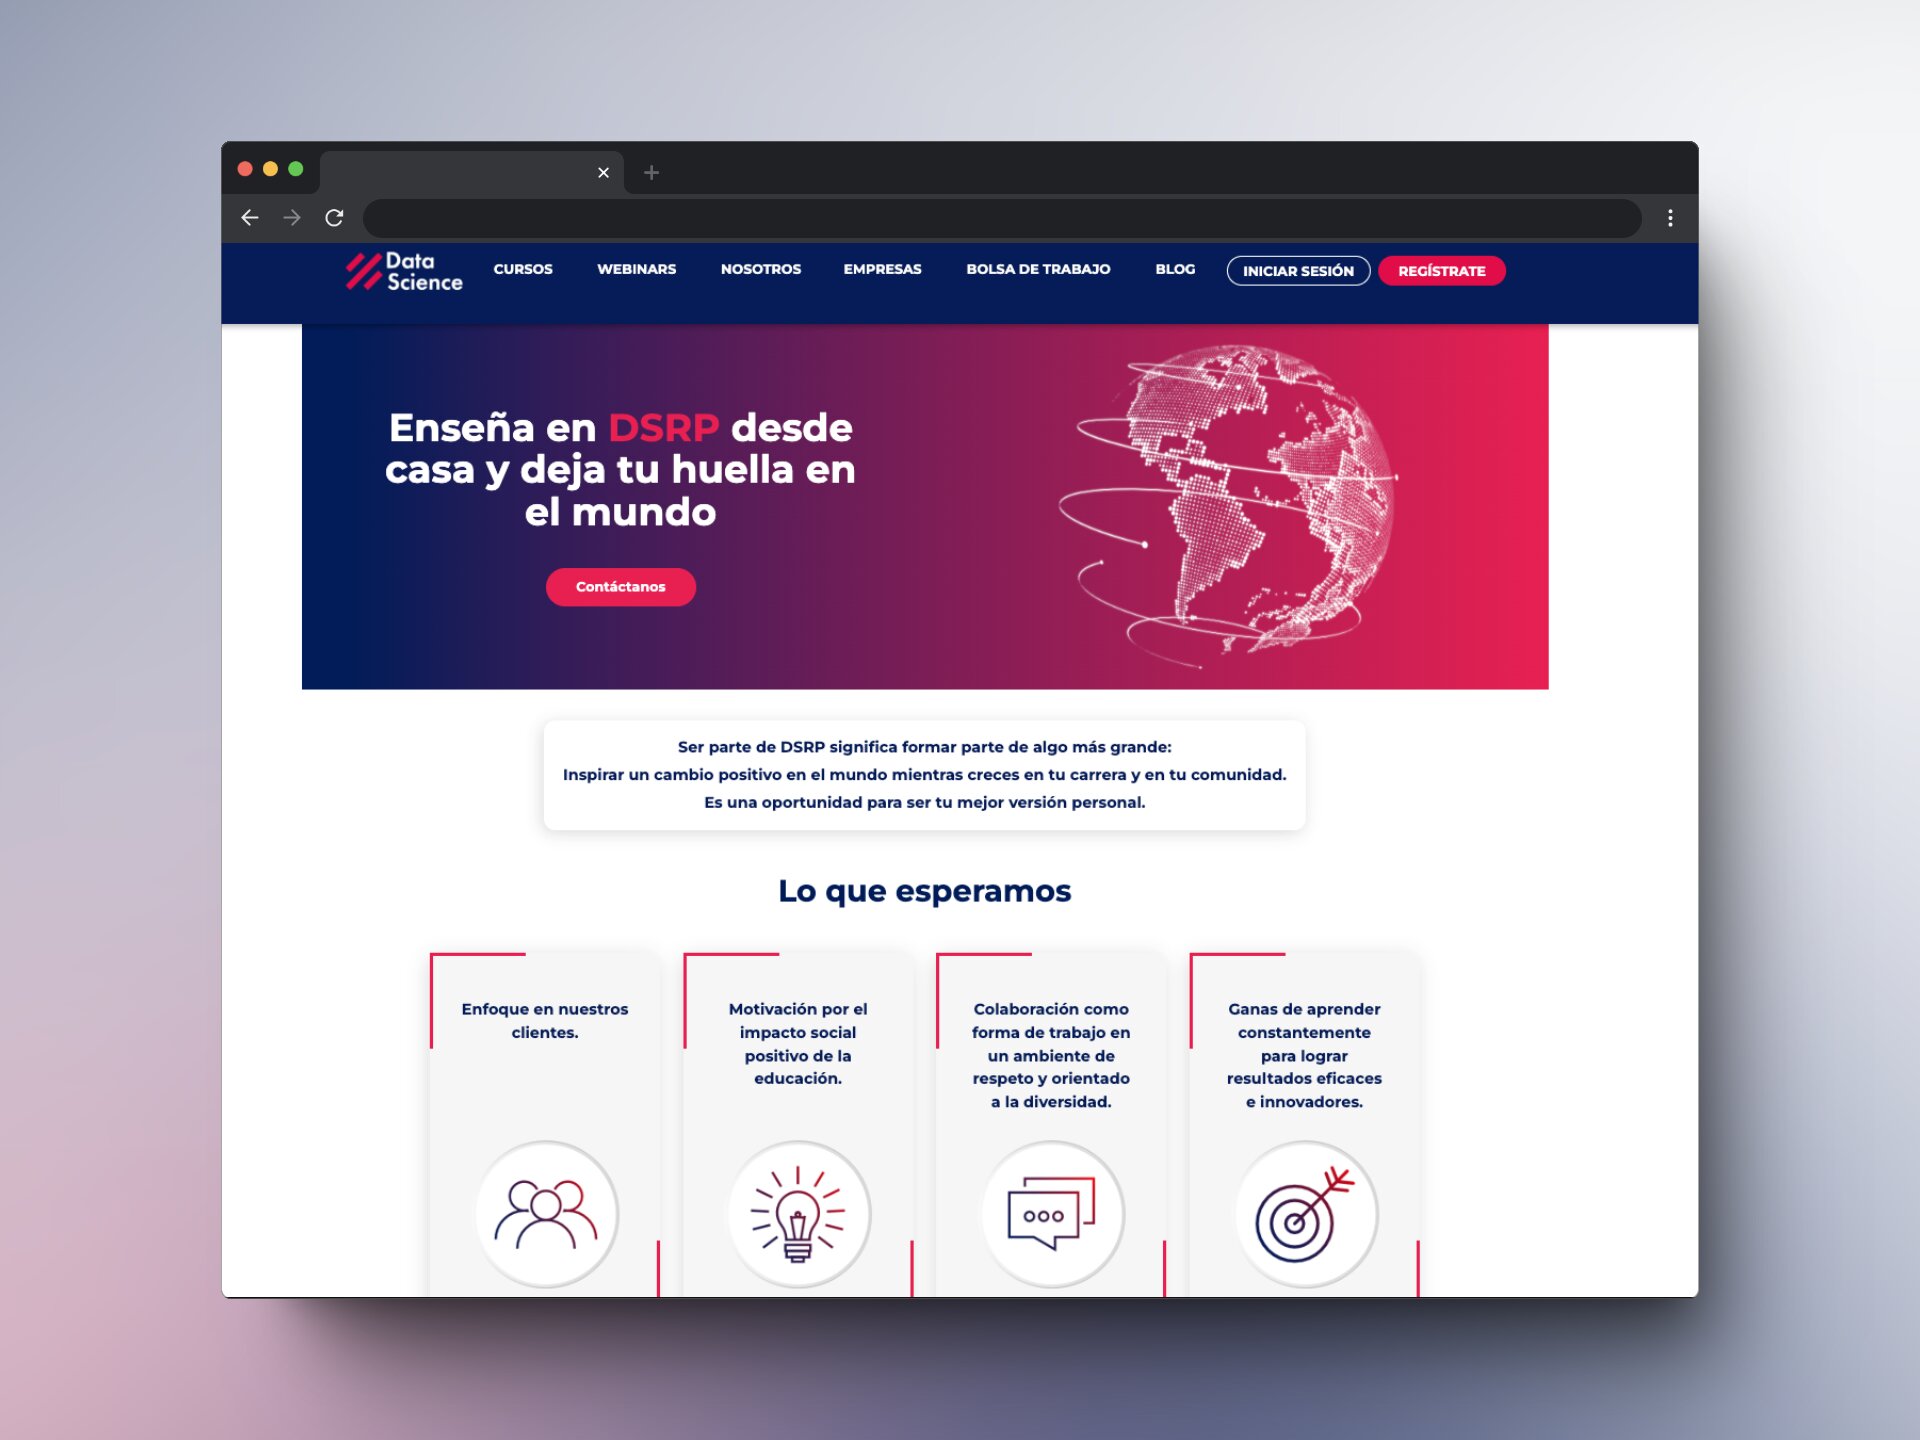 Data
Science
CURSOS
WEBINARS
NOSOTROS
EMPRESAS
BOLSA DE TRABAJO
BLOG
INICIAR SESIÓN
REGÍSTRATE
Enseña en DSRP desde
casa y deja tu huella en
el mundo
Contáctanos
Ser parte de DSRP significa formar parte de algo más grande:
Inspirar un cambio positivo en el mundo mientras creces en tu carrera y en tu comunidad.
Es una oportunidad para ser tu mejor versión personal.
Lo que esperamos
Enfoque en nuestros
clientes.
Motivación por el
impacto social
positivo de la
educación.
Colaboración como
forma de trabajo en
un ambiente de
respeto y orientado
a la diversidad.
Ganas de aprender
constantemente
para lograr
resultados eficaces
e innovadores.